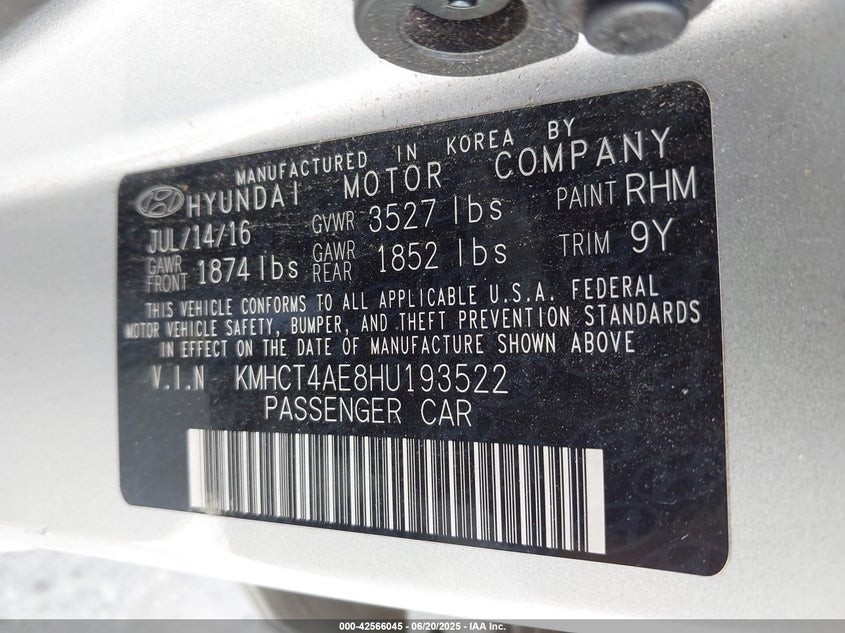 MANUFACTURED IN KOREA BY
HYUNDAI MOTOR COMPANY
JUL/14/16 GVWR 3527 lbs PAINT RHM
GAWR FRONT 1874 lbs GAWR REAR 1852 lbs TRIM 9Y
THIS VEHICLE CONFORMS TO ALL APPLICABLE U.S.A. FEDERAL
MOTOR VEHICLE SAFETY, BUMPER, AND THEFT PREVENTION STANDARDS
IN EFFECT ON THE DATE OF MANUFACTURE SHOWN ABOVE
V.I.N KMHCT4AE8HU193522
PASSENGER CAR
000-42566045 - 06/20/2025 - IAA Inc.